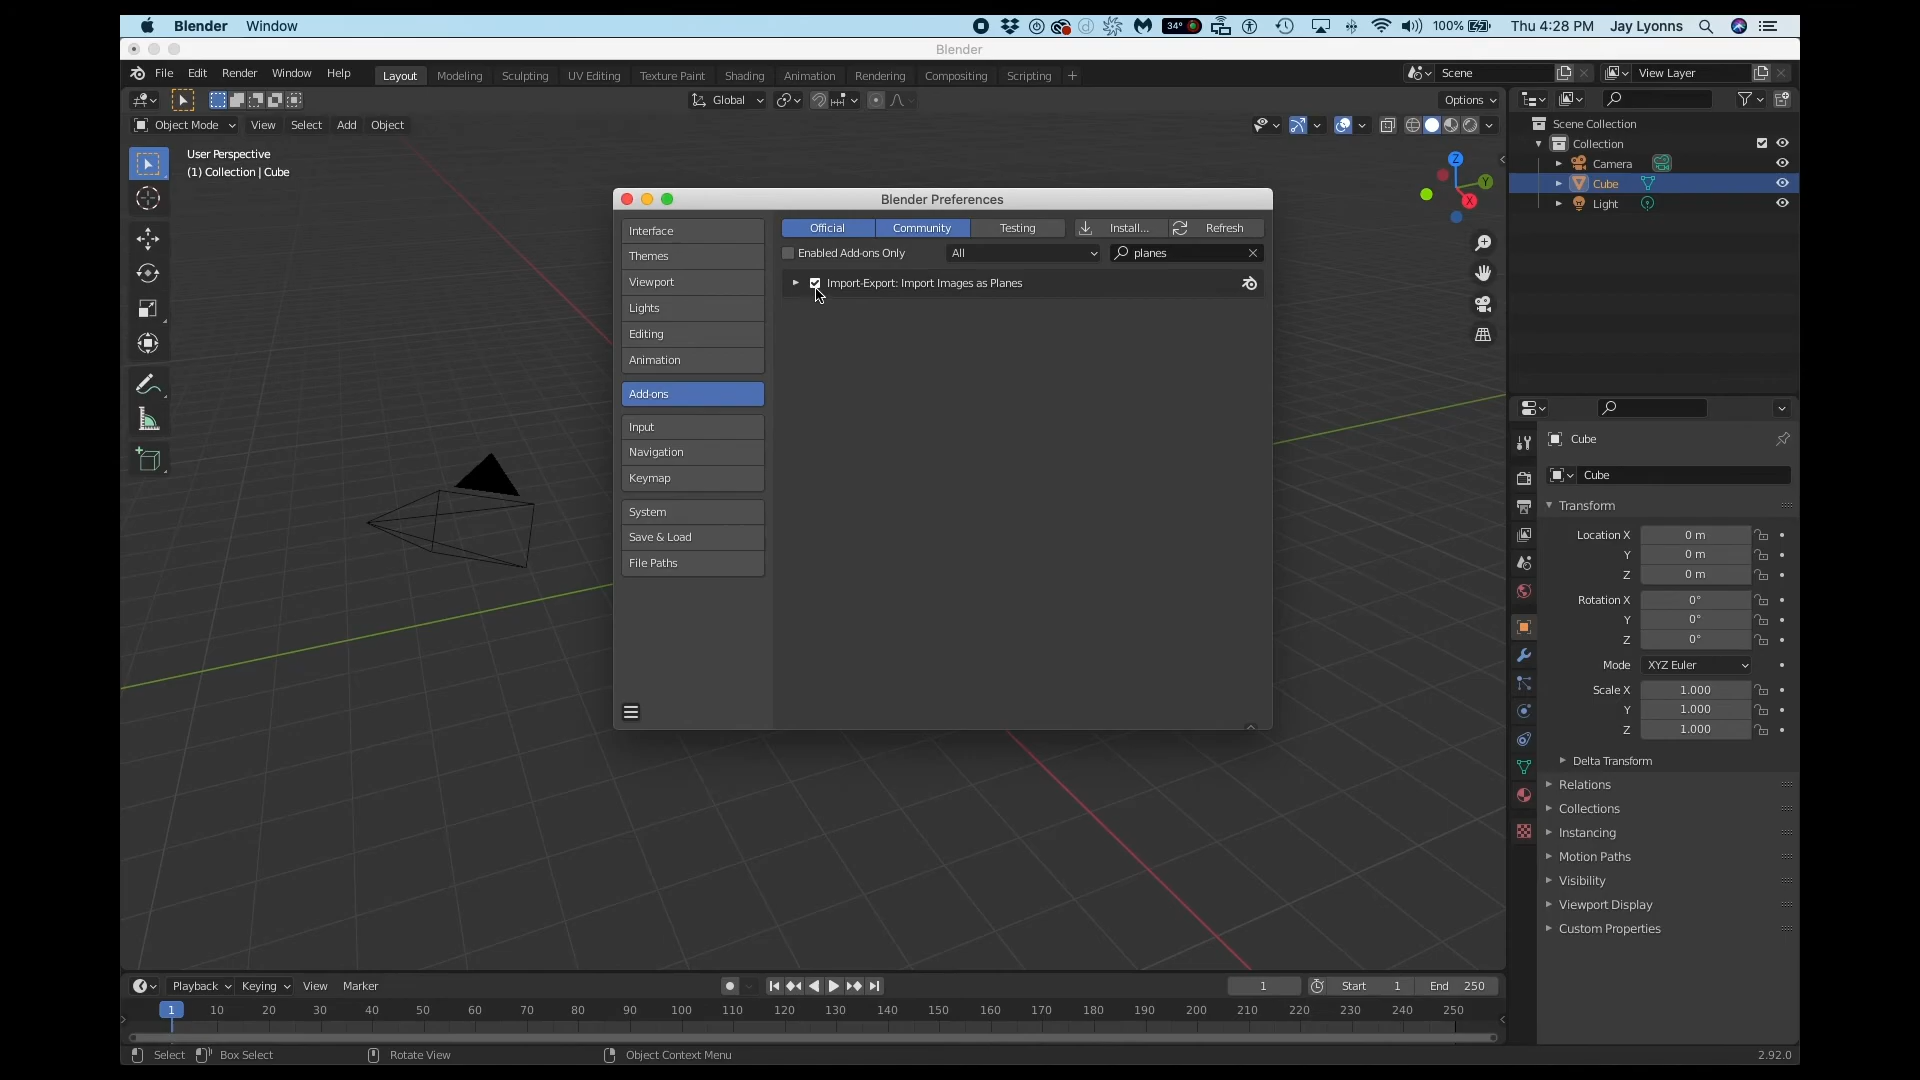 Blender Window 34° 100% Thu 4:28 PM Jay Lyonns
Blender
File Edit Render Window Help Layout Modeling Sculpting UV Editing Texture Paint Shading Animation Rendering Compositing Scripting + Scene View Layer
Global Options
Object Mode View Select Add Object
User Perspective
(1) Collection | Cube
Z
Y
X
Scene Collection
Collection
Camera
Cube
Light
Blender Preferences
Interface
Themes
Viewport
Lights
Editing
Animation
Add-ons
Input
Navigation
Keymap
System
Save & Load
File Paths
Official Community Testing Install... Refresh
Enabled Add-ons Only All planes
Import-Export: Import Images as Planes
Cube
Cube
Transform
Location X 0 m
Y 0 m
Z 0 m
Rotation X 0°
Y 0°
Z 0°
Mode XYZ Euler
Scale X 1.000
Y 1.000
Z 1.000
Delta Transform
Relations
Collections
Instancing
Motion Paths
Visibility
Viewport Display
Custom Properties
Playback Keying View Marker 1 Start 1 End 250
1 10 20 30 40 50 60 70 80 90 100 110 120 130 140 150 160 170 180 190 200 210 220 230 240 250
Select Box Select Rotate View Object Context Menu 2.92.0